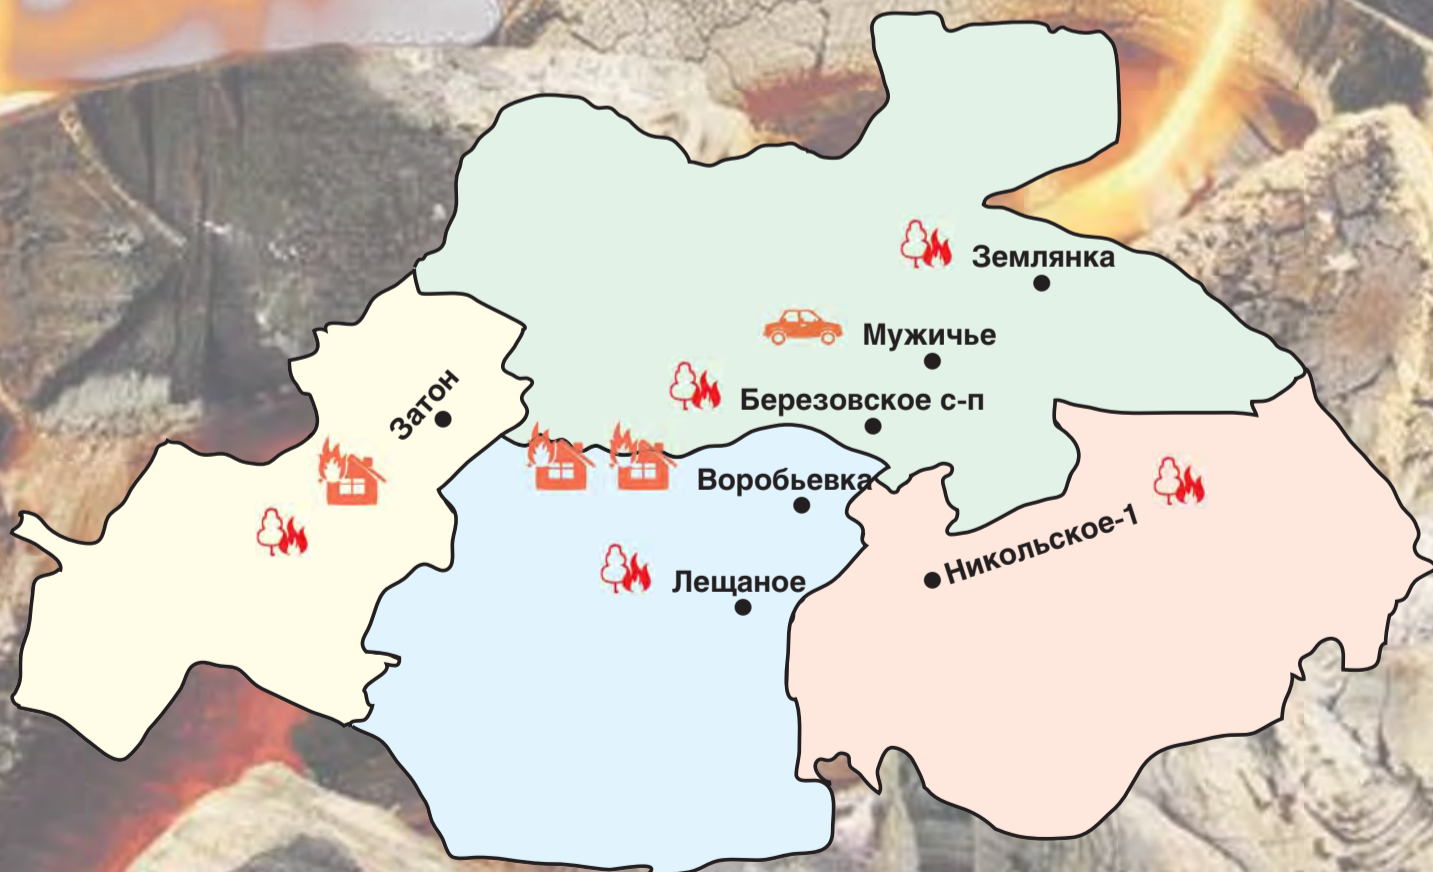 Землянка
Мужичье
Березовское с-п
Затон
Воробьевка
Никольское-1
Лещаное